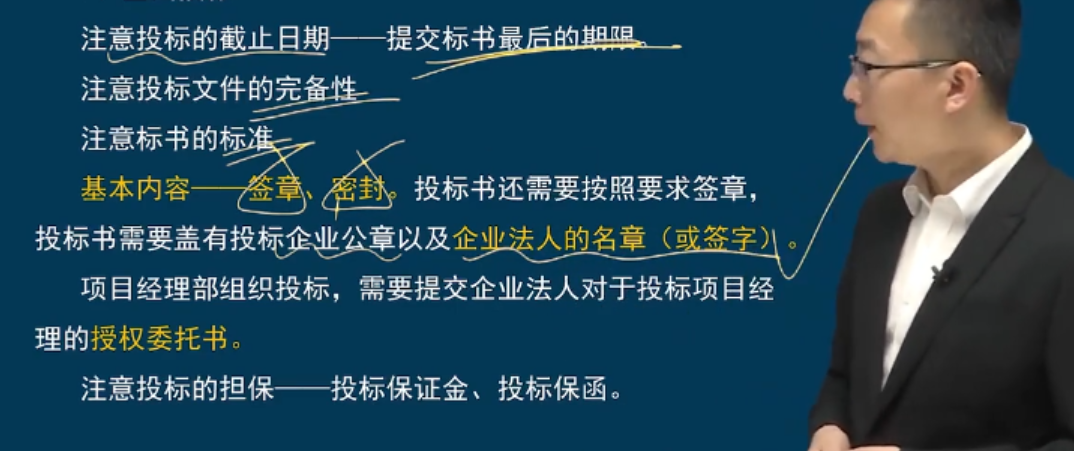 注意投标的截止日期——提交标书最后的期限。
注意投标文件的完备性
注意标书的标准
基本内容——签章、密封。投标书还需要按照要求签章，
投标书需要盖有投标企业公章以及企业法人的名章（或签字）。
项目经理部组织投标，需要提交企业法人对于投标项目经
理的授权委托书。
注意投标的担保——投标保证金、投标保函。